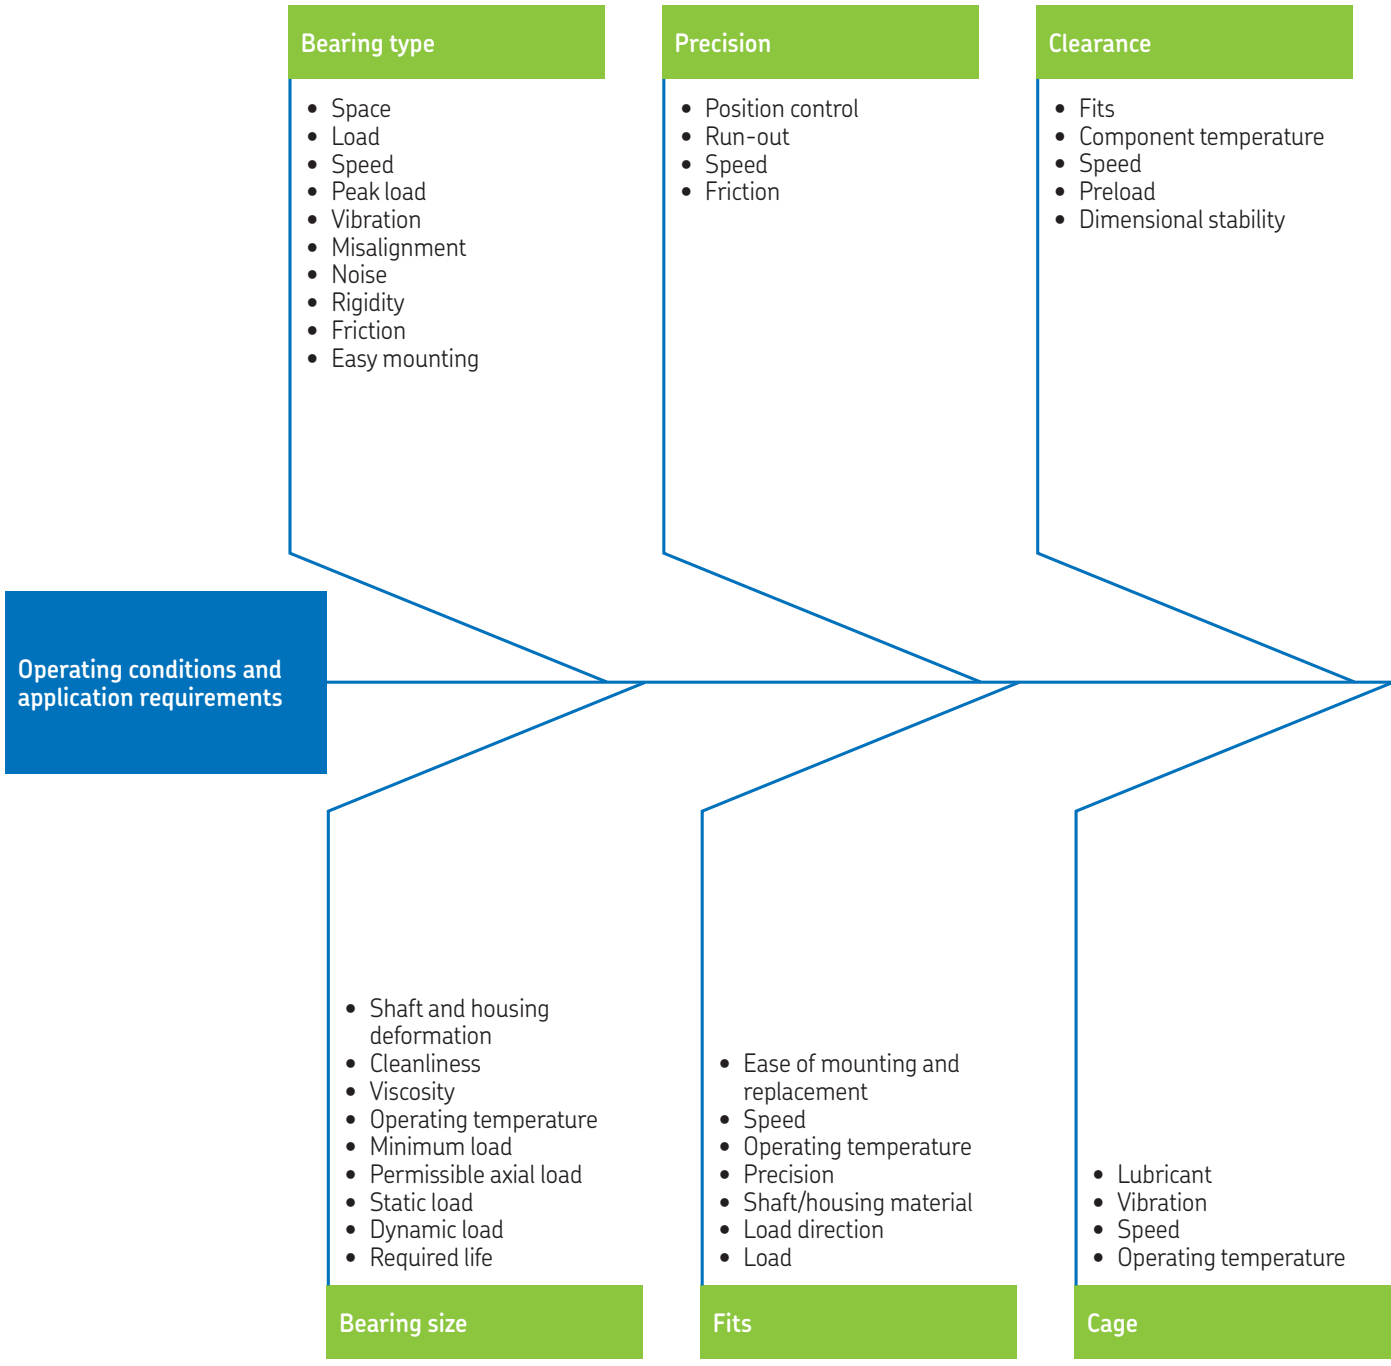 Bearing type
• Space
• Load
• Speed
• Peak load
• Vibration
• Misalignment
• Noise
• Rigidity
• Friction
• Easy mounting
Precision
• Position control
• Run-out
• Speed
• Friction
Clearance
• Fits
• Component temperature
• Speed
• Preload
• Dimensional stability
Operating conditions and
application requirements
• Shaft and housing
deformation
• Cleanliness
• Viscosity
• Operating temperature
• Minimum load
• Permissible axial load
• Static load
• Dynamic load
• Required life
Bearing size
• Ease of mounting and
replacement
• Speed
• Operating temperature
• Precision
• Shaft/housing material
• Load direction
• Load
Fits
• Lubricant
• Vibration
• Speed
• Operating temperature
Cage